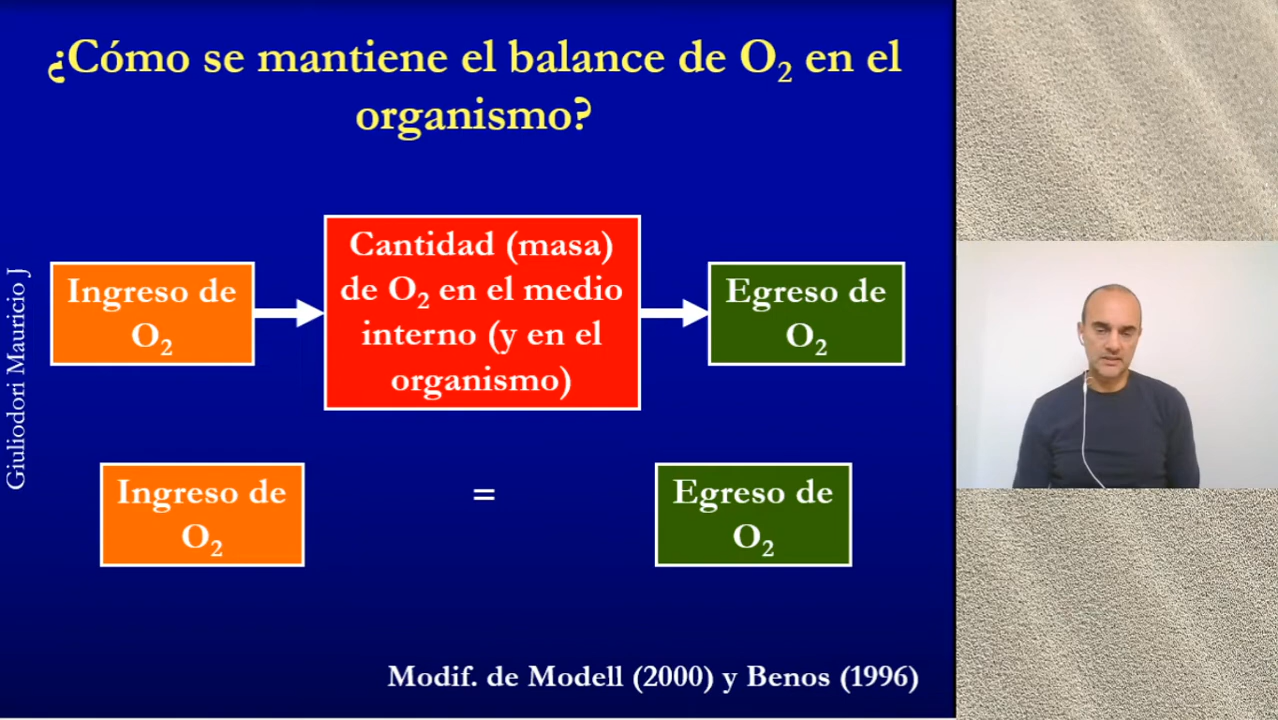 ¿Cómo se mantiene el balance de O₂ en el
organismo?
Giuliodori Mauricio J
Ingreso de
O₂
Cantidad (masa)
de O₂ en el medio
interno (y en el
organismo)
Egreso de
O₂
Ingreso de
O₂
=
Egreso de
O₂
Modif. de Modell (2000) y Benos (1996)